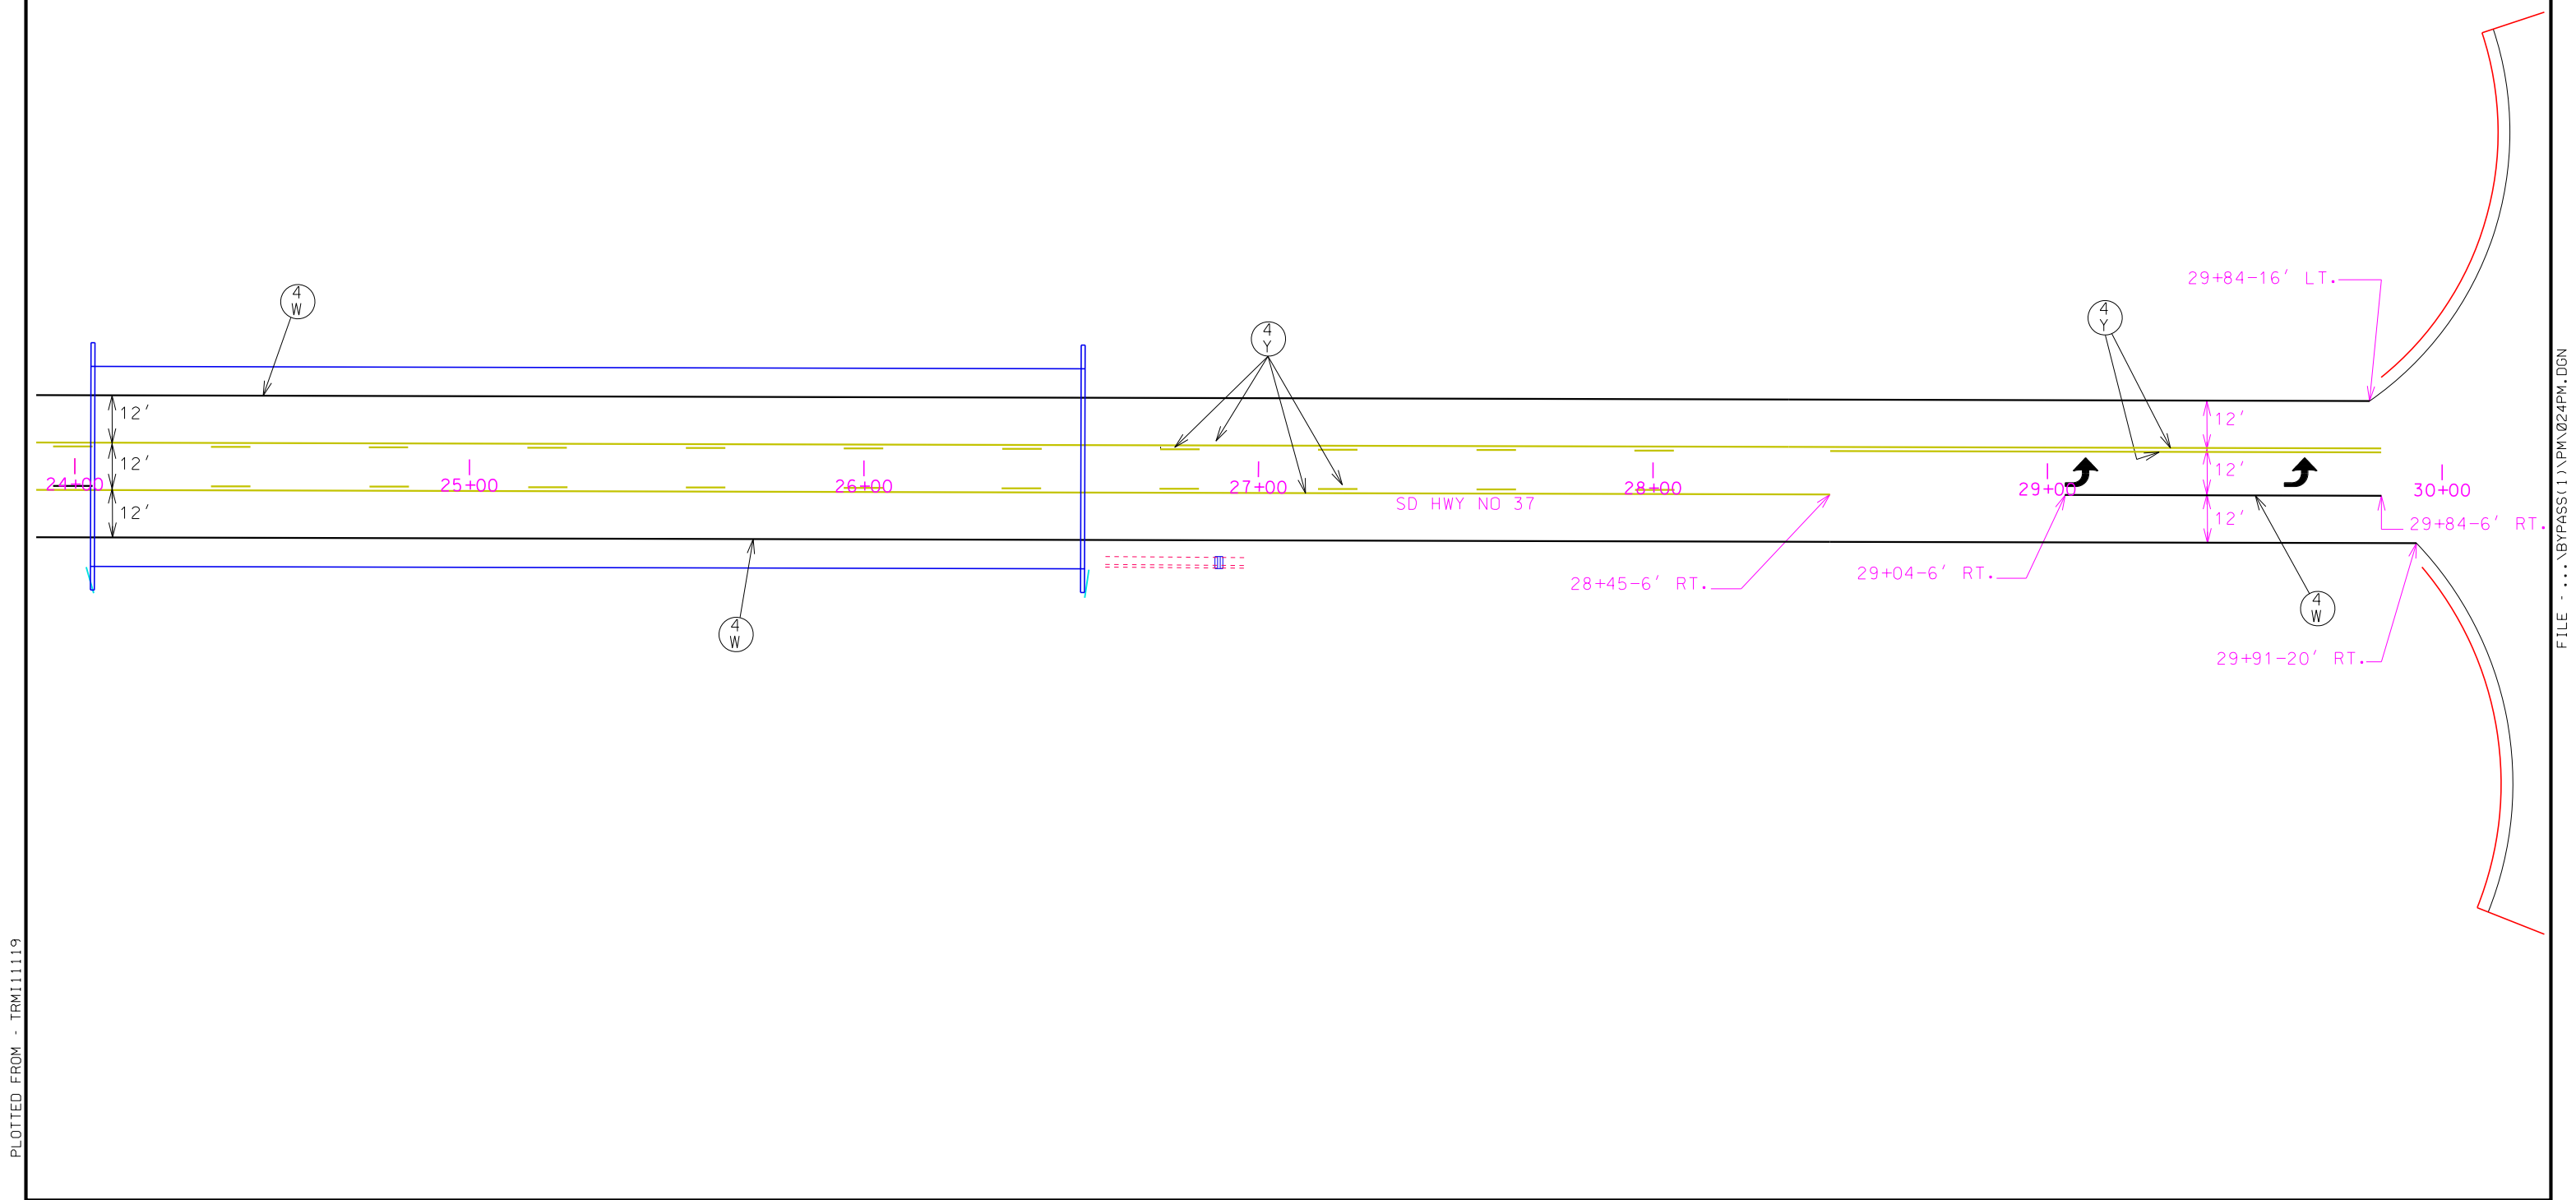 29+84-16' LT.
4
W
4
Y
4
Y
12'
12'
12'
12'
12'
12'
24+00
25+00
26+00
27+00
28+00
29+00
30+00
SD HWY NO 37
29+84-6' RT.
28+45-6' RT.
29+04-6' RT.
4
W
4
W
29+91-20' RT.
PLOTTED FROM - TRMI11119
FILE - ...\BYPASS(1)\PM\024PM.DGN